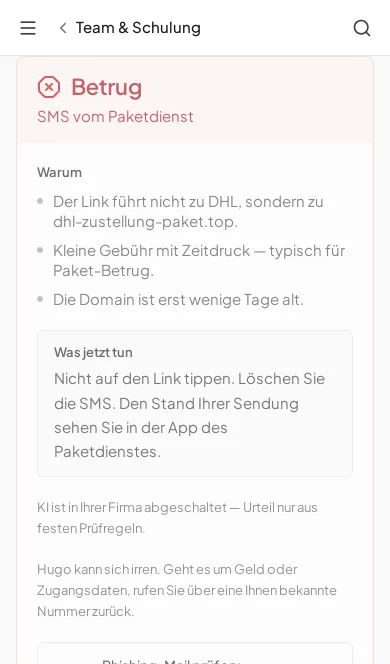 Team & Schulung
Betrug
SMS vom Paketdienst
Warum
Der Link führt nicht zu DHL, sondern zu
dhl-zustellung-paket.top.
Kleine Gebühr mit Zeitdruck — typisch für
Paket-Betrug.
Die Domain ist erst wenige Tage alt.
Was jetzt tun
Nicht auf den Link tippen. Löschen Sie
die SMS. Den Stand Ihrer Sendung
sehen Sie in der App des
Paketdienstes.
KI ist in Ihrer Firma abgeschaltet — Urteil nur aus
festen Prüfregeln.
Hugo kann sich irren. Geht es um Geld oder
Zugangsdaten, rufen Sie über eine Ihnen bekannte
Nummer zurück.